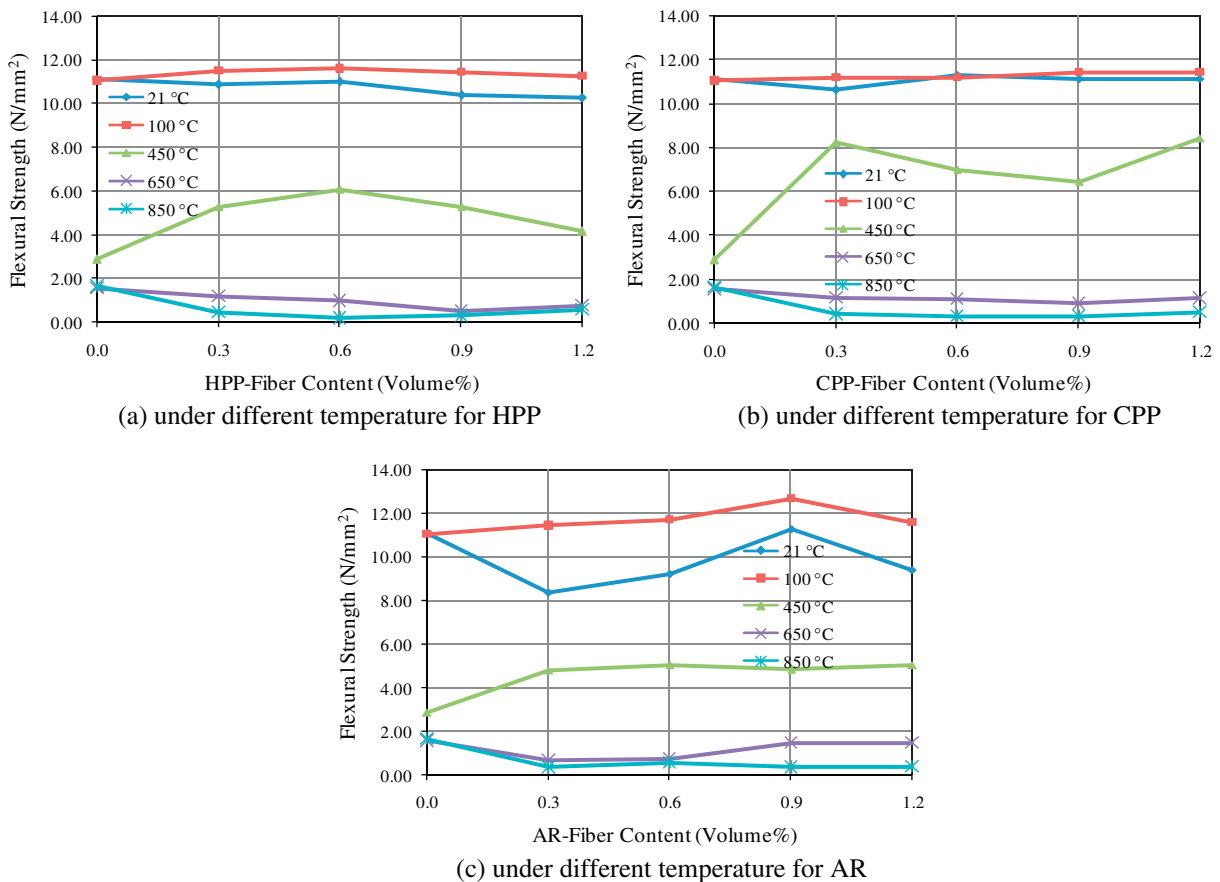 14.00
12.00
10.00
8.00
6.00
4.00
2.00
0.00
Flexural Strength (N/mm²)
21 °C
100 °C
450 °C
650 °C
850 °C
0.0 0.3 0.6 0.9 1.2
HPP-Fiber Content (Volume%)
(a) under different temperature for HPP
14.00
12.00
10.00
8.00
6.00
4.00
2.00
0.00
Flexural Strength (N/mm²)
21 °C
100 °C
450 °C
650 °C
850 °C
0.0 0.3 0.6 0.9 1.2
CPP-Fiber Content (Volume%)
(b) under different temperature for CPP
14.00
12.00
10.00
8.00
6.00
4.00
2.00
0.00
Flexural Strength (N/mm²)
21 °C
100 °C
450 °C
650 °C
850 °C
0.0 0.3 0.6 0.9 1.2
AR-Fiber Content (Volume%)
(c) under different temperature for AR